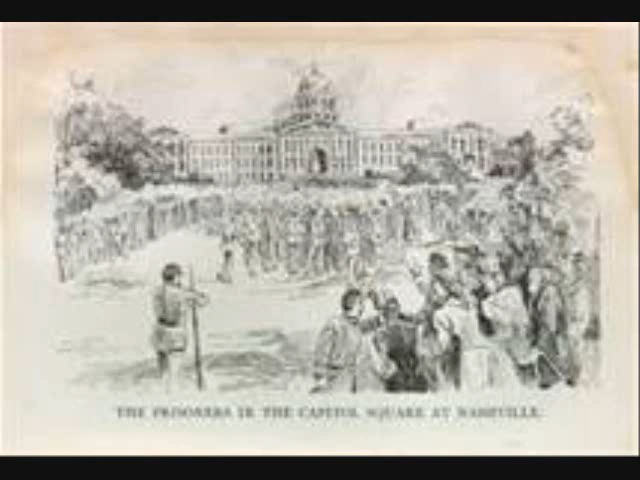 THE PRISONERS IN THE CAPITOL SQUARE AT NASHVILLE.